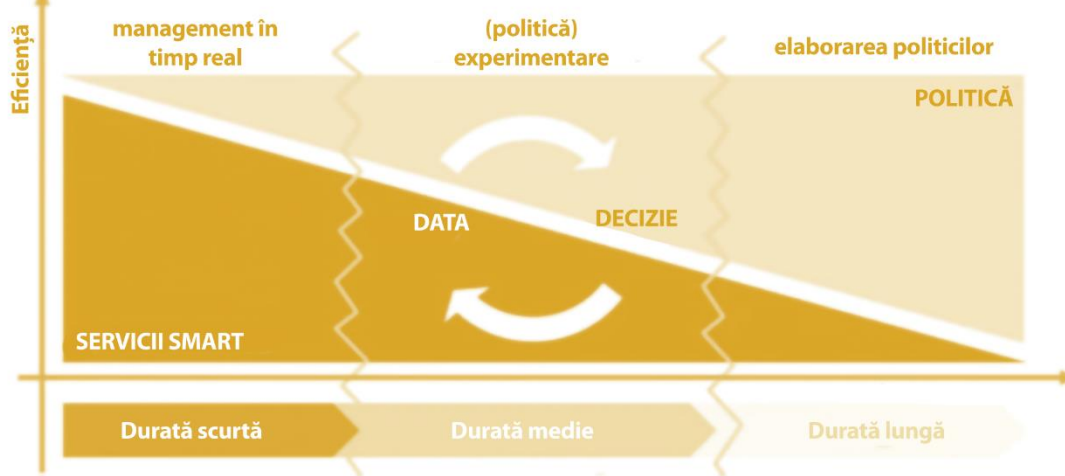 Eficiență
management în
timp real
(politică)
experimentare
elaborarea politicilor
POLITICĂ
DATA
DECIZIE
SERVICII SMART
Durată scurtă
Durată medie
Durată lungă